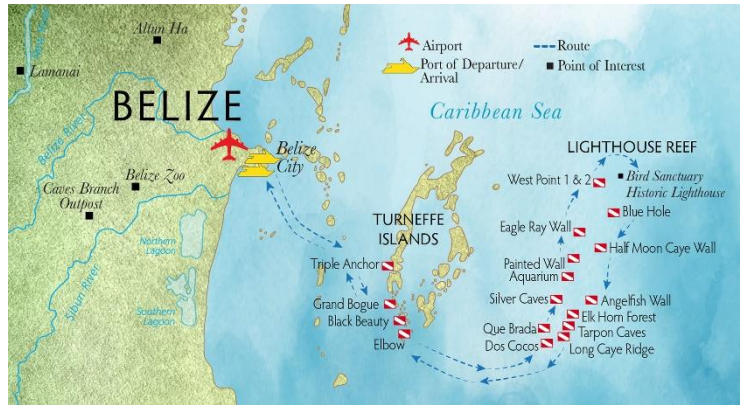 Altun Ha
Lamanai
BELIZE
Belize River
Belize
City
Belize Zoo
Caves Branch
Outpost
Sibun River
Northern
Lagoon
Southern
Lagoon
Airport
Port of Departure/
Arrival
Route
Point of Interest
Caribbean Sea
TURNEFFE
ISLANDS
Triple Anchor
Grand Bogue
Black Beauty
Elbow
LIGHTHOUSE REEF
West Point 1 & 2
Bird Sanctuary
Historic Lighthouse
Blue Hole
Eagle Ray Wall
Half Moon Caye Wall
Painted Wall
Aquarium
Silver Caves
Angelfish Wall
Elk Horn Forest
Que Brada
Tarpon Caves
Dos Cocos
Long Caye Ridge